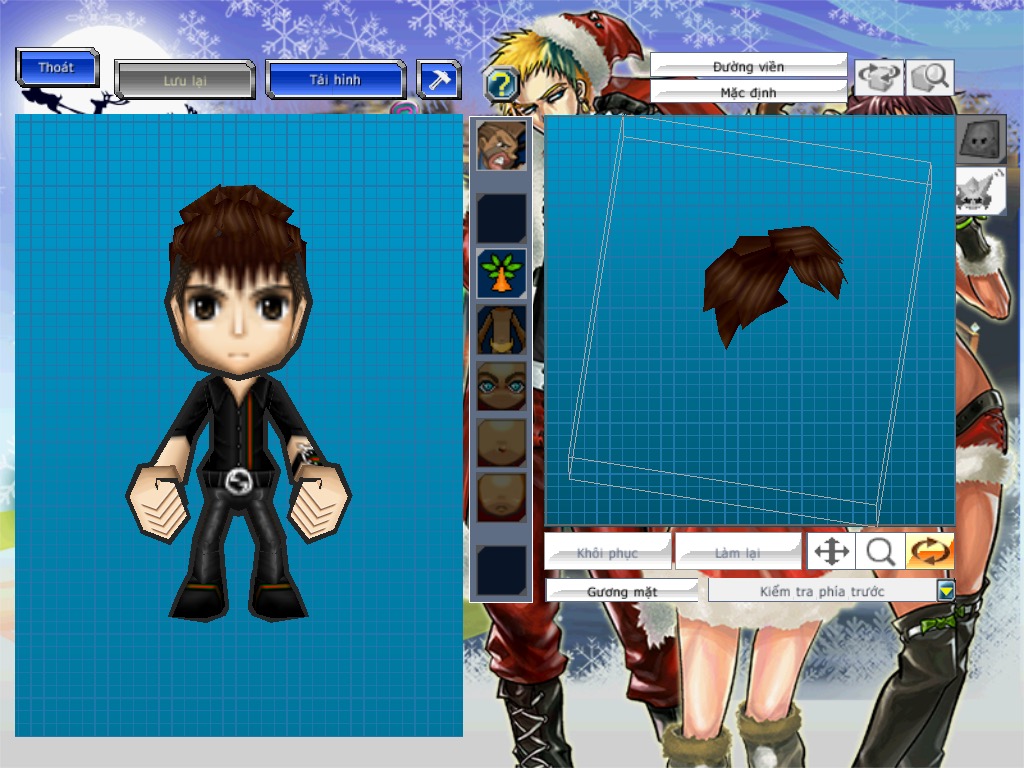 Thoát
Lưu lại
Tải hình
Đường viền
Mặc định
Khôi phục
Làm lại
Gương mặt
Kiểm tra phía trước